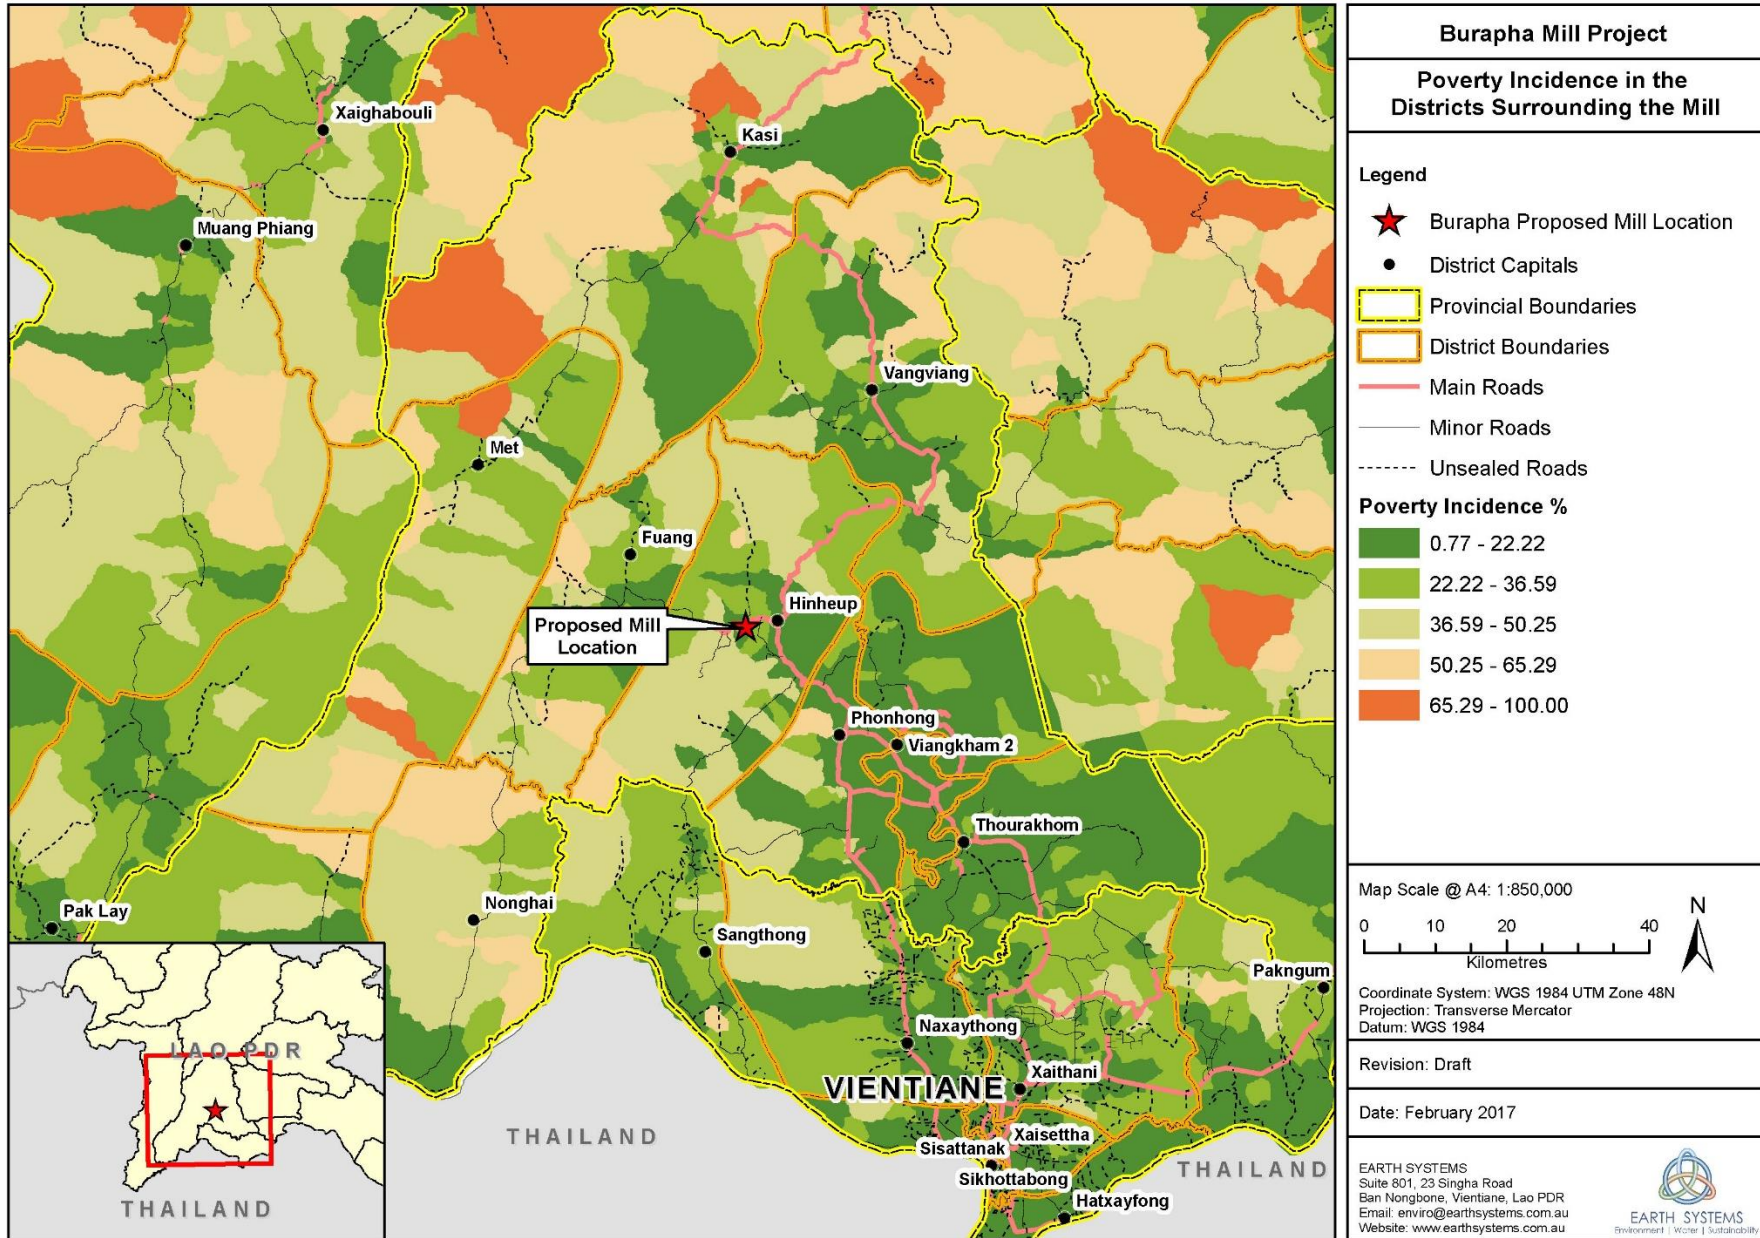 Xaighabouli
Kasi
Muang Phiang
Vangviang
Met
Fuang
Hinheup
Proposed Mill
Location
Phonhong
Viangkham 2
Thourakhom
Pak Lay
Nonghai
Sangthong
Pakngum
Naxaythong
Xaithani
VIENTIANE
Xaisettha
Sisattanak
Sikhottabong
Hatxayfong
THAILAND
THAILAND
LAO PDR
THAILAND
Burapha Mill Project
Poverty Incidence in the
Districts Surrounding the Mill
Legend
Burapha Proposed Mill Location
District Capitals
Provincial Boundaries
District Boundaries
Main Roads
Minor Roads
Unsealed Roads
Poverty Incidence %
0.77 - 22.22
22.22 - 36.59
36.59 - 50.25
50.25 - 65.29
65.29 - 100.00
Map Scale @ A4: 1:850,000
N
0 10 20 40
Kilometres
Coordinate System: WGS 1984 UTM Zone 48N
Projection: Transverse Mercator
Datum: WGS 1984
Revision: Draft
Date: February 2017
EARTH SYSTEMS
Suite 801, 23 Singha Road
Ban Nongbone, Vientiane, Lao PDR
Email: enviro@earthsystems.com.au
Website: www.earthsystems.com.au
EARTH SYSTEMS
Environment | Water | Sustainability